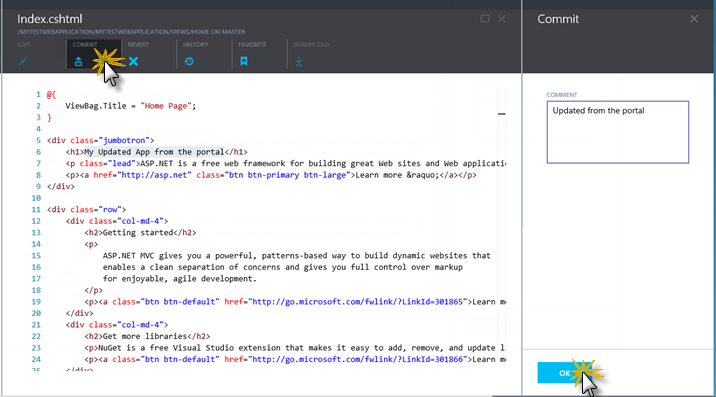 Index.cshtml
/MYTESTWEBAPPLICATION/MYTESTWEBAPPLICATION/VIEWS/HOME ON MASTER
EDIT COMMIT REVERT HISTORY FAVORITE DOWNLOAD
1 @{
2 ViewBag.Title = "Home Page";
3 }
4
5 <div class="jumbotron">
6 <h1>My Updated App from the portal</h1>
7 <p class="lead">ASP.NET is a free web framework for building great Web sites and Web applicatio
8 <p><a href="http://asp.net" class="btn btn-primary btn-large">Learn more &raquo;</a></p>
9 </div>
10
11 <div class="row">
12 <div class="col-md-4">
13 <h2>Getting started</h2>
14 <p>
15 ASP.NET MVC gives you a powerful, patterns-based way to build dynamic websites that
16 enables a clean separation of concerns and gives you full control over markup
17 for enjoyable, agile development.
18 </p>
19 <p><a class="btn btn-default" href="http://go.microsoft.com/fwlink/?LinkId=301865">Learn mo
20 </div>
21 <div class="col-md-4">
22 <h2>Get more libraries</h2>
23 <p>NuGet is a free Visual Studio extension that makes it easy to add, remove, and update li
24 <p><a class="btn btn-default" href="http://go.microsoft.com/fwlink/?LinkId=301866">Learn mo
25 </div>
Commit
COMMENT
Updated from the portal
OK